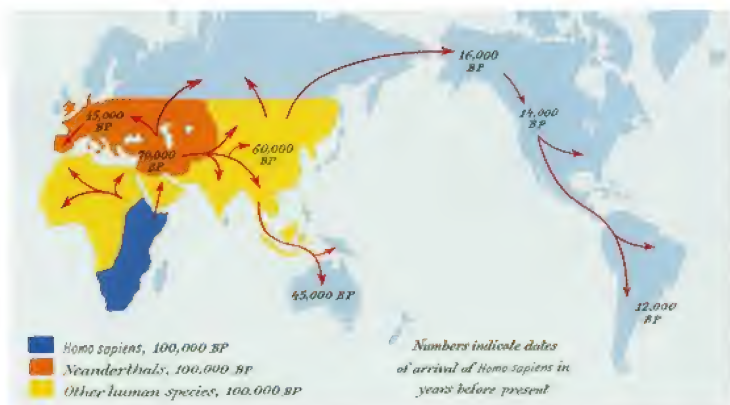 16,000
BP
45,000
BP
14,000
BP
70,000
BP
60,000
BP
45,000 BP
12,000
BP
Homo sapiens, 100,000 BP
Neanderthals, 100,000 BP
Other human species, 100,000 BP
Numbers indicate dates
of arrival of Homo sapiens in
years before present